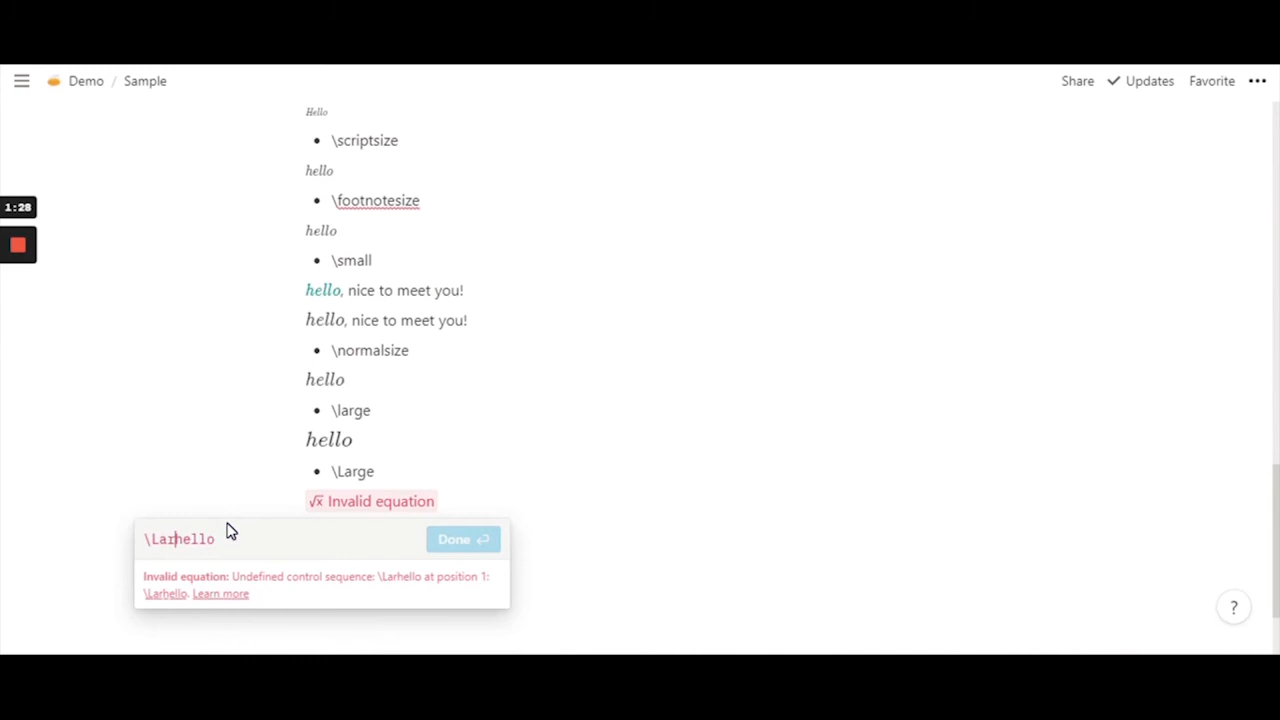 Demo / Sample
Share ✓ Updates Favorite •••
Hello
• \scriptsize
hello
• \footnotesize
1:28
hello
• \small
hello, nice to meet you!
hello, nice to meet you!
• \normalsize
hello
• \large
hello
• \Large
√x Invalid equation
\Larhello
Done
Invalid equation: Undefined control sequence: \Larhello at position 1:
\Larhello. Learn more
?